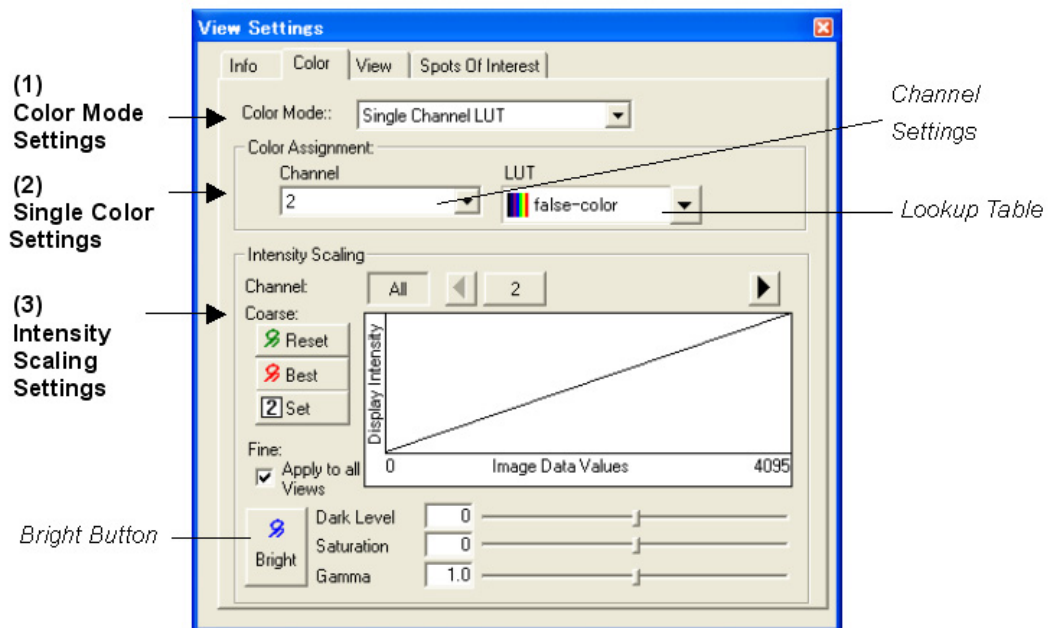 View Settings
Info Color View Spots Of Interest
(1)
Color Mode
Settings
Color Mode:: Single Channel LUT
Channel
Settings
Color Assignment:
(2)
Single Color
Settings
Channel LUT
2 false-color
Lookup Table
(3)
Intensity
Scaling
Settings
Intensity Scaling
Channel: All 2
Coarse:
Reset
Best
2 Set
Display Intensity
0 Image Data Values 4095
Fine:
Apply to all
Views
Bright Button
Bright
Dark Level 0
Saturation 0
Gamma 1.0